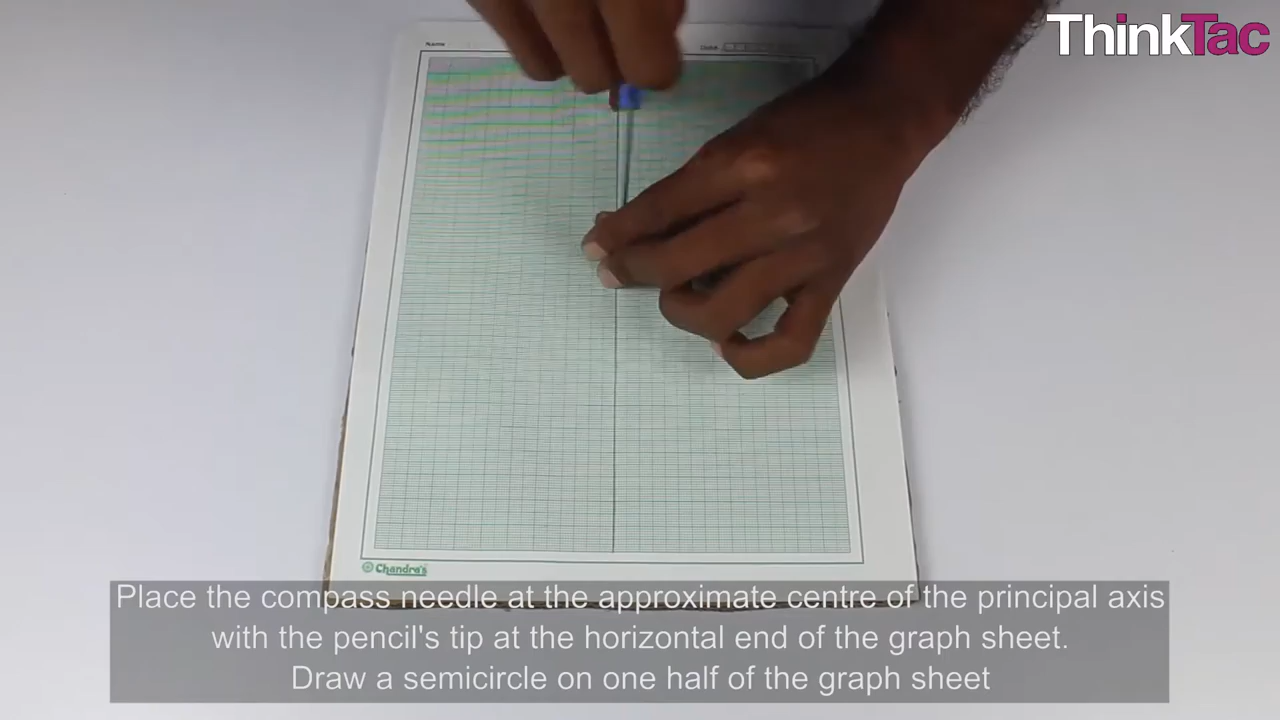 ThinkTac
Name
Chandra's
Place the compass needle at the approximate centre of the principal axis
with the pencil's tip at the horizontal end of the graph sheet.
Draw a semicircle on one half of the graph sheet